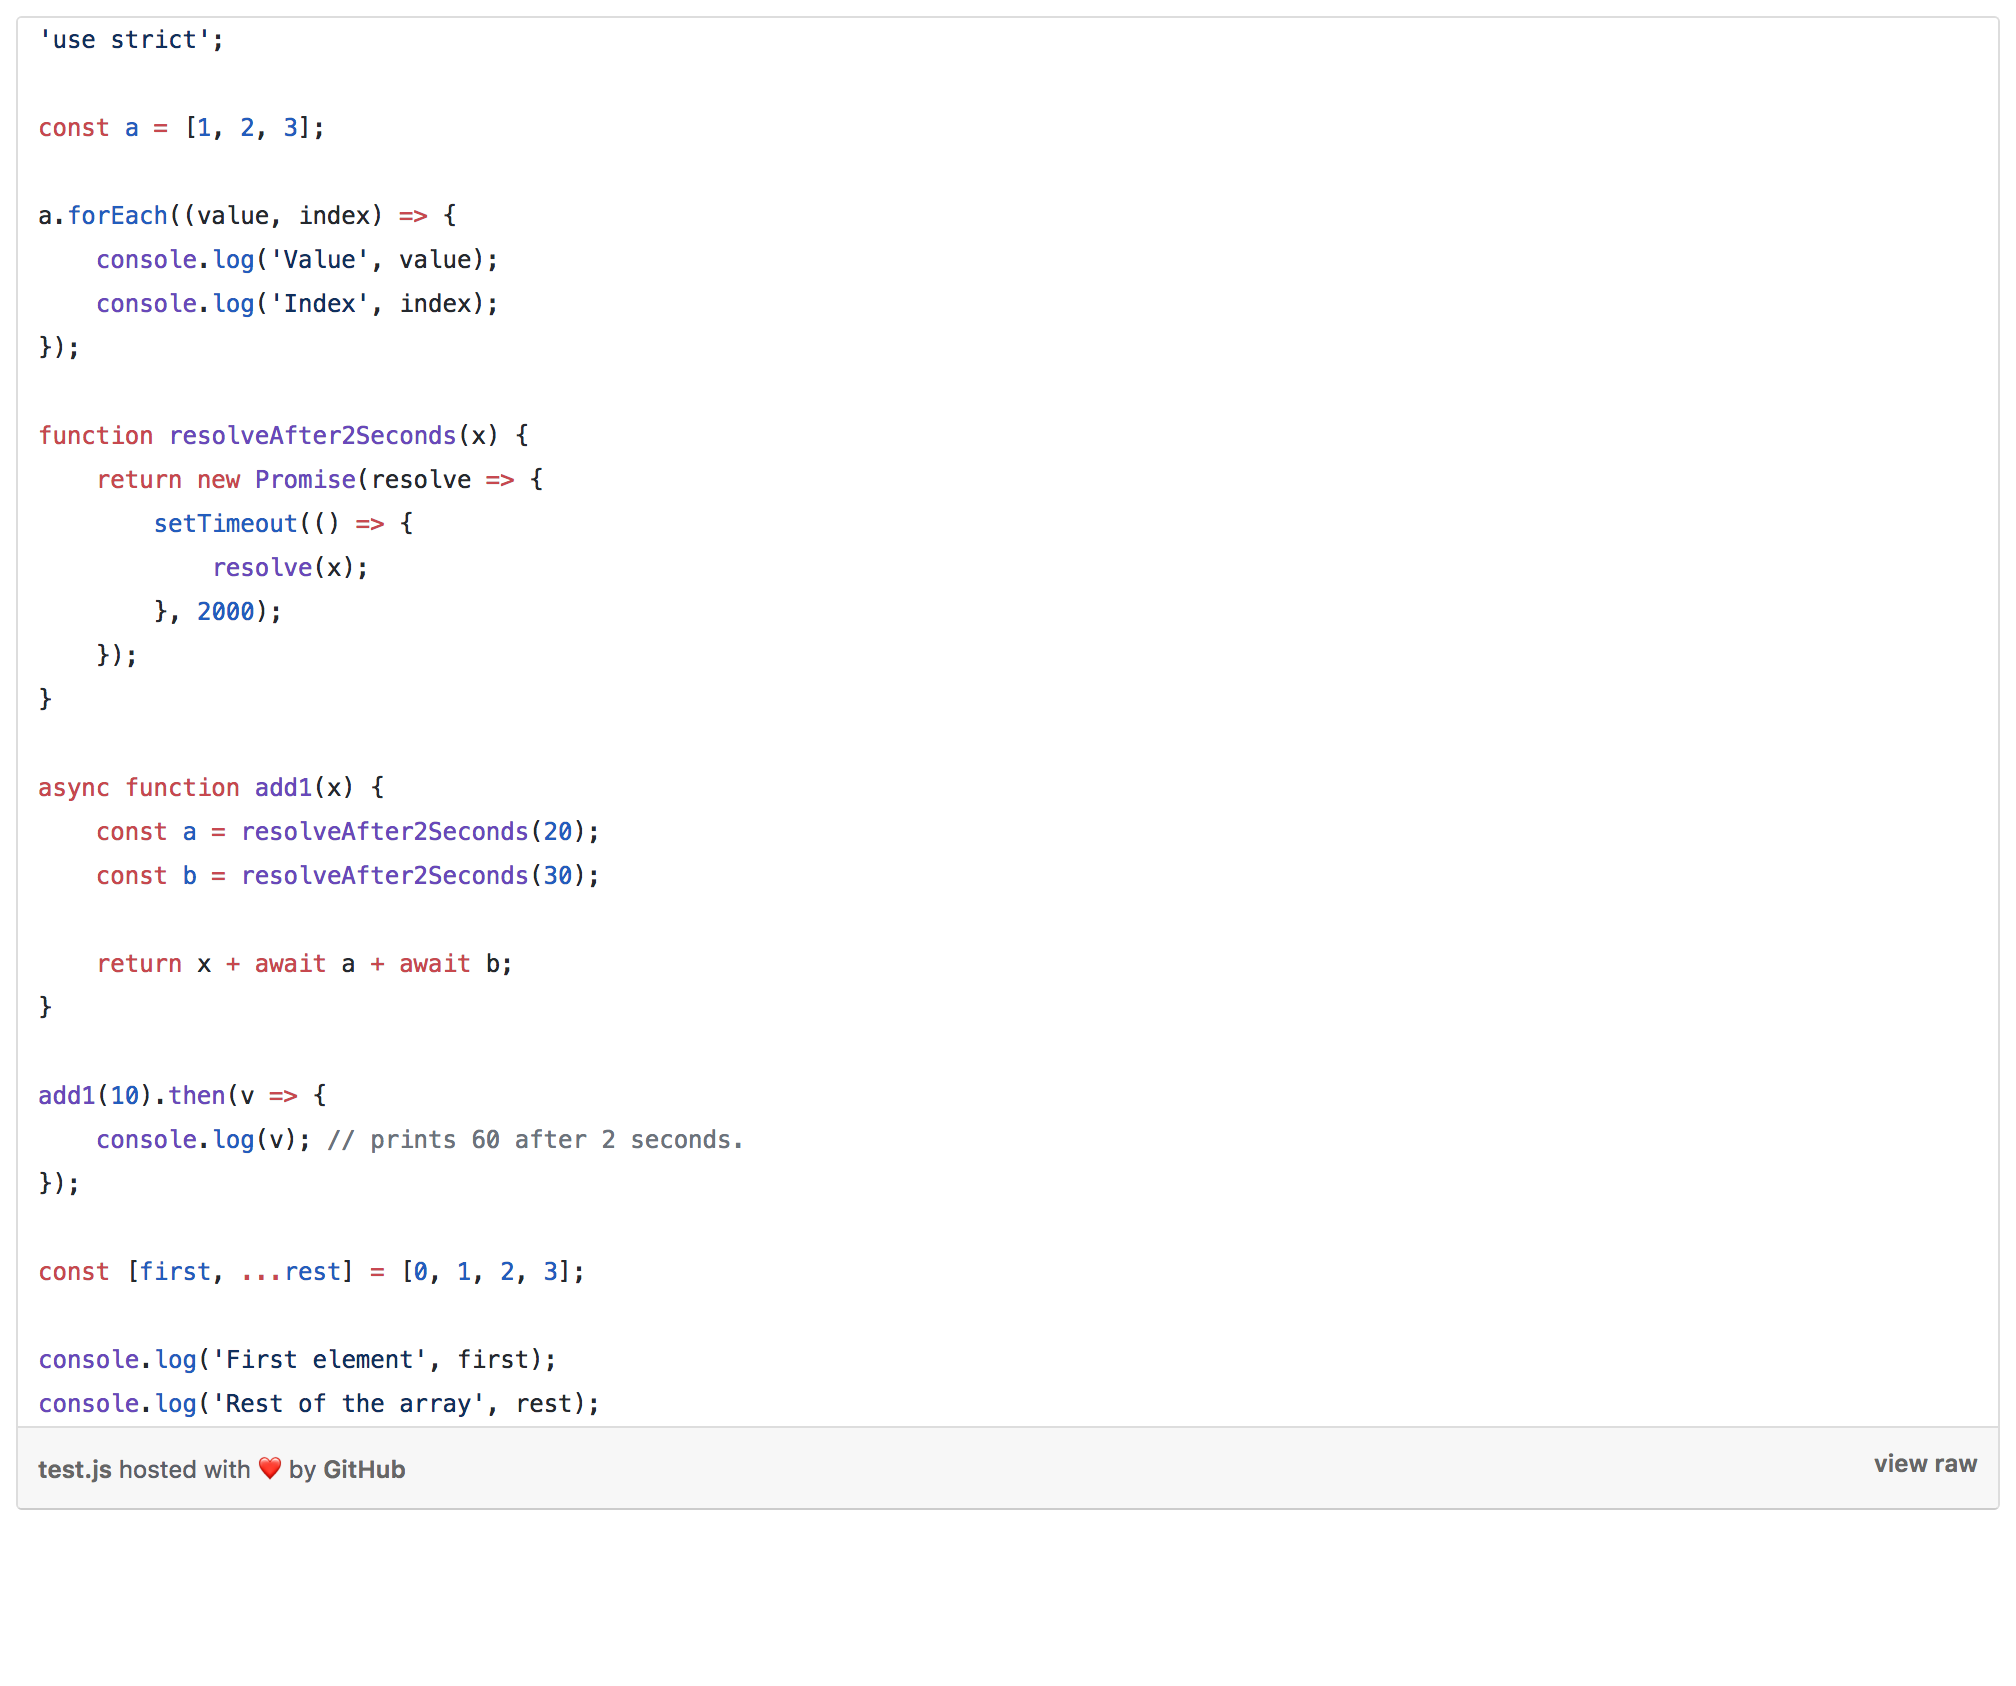 'use strict';
const a = [1, 2, 3];
a.forEach((value, index) => {
    console.log('Value', value);
    console.log('Index', index);
});
function resolveAfter2Seconds(x) {
    return new Promise(resolve => {
        setTimeout(() => {
            resolve(x);
        }, 2000);
    });
}
async function add1(x) {
    const a = resolveAfter2Seconds(20);
    const b = resolveAfter2Seconds(30);
    return x + await a + await b;
}
add1(10).then(v => {
    console.log(v); // prints 60 after 2 seconds.
});
const [first, ...rest] = [0, 1, 2, 3];
console.log('First element', first);
console.log('Rest of the array', rest);
test.js hosted with ❤ by GitHub
view raw